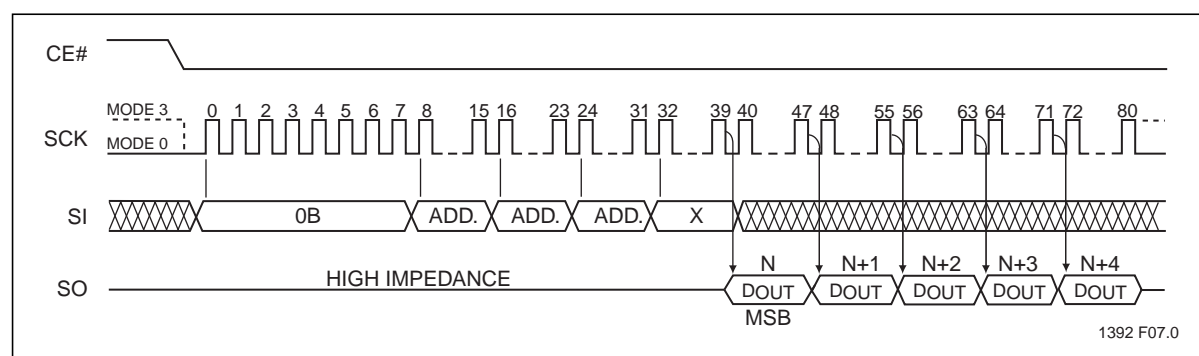 CE#
MODE 3
0 1 2 3 4 5 6 7 8 15 16 23 24 31 32 39 40 47 48 55 56 63 64 71 72 80
SCK
MODE 0
SI
0B
ADD.
ADD.
ADD.
X
N N+1 N+2 N+3 N+4
HIGH IMPEDANCE
SO
DOUT DOUT DOUT DOUT DOUT
MSB
1392 F07.0